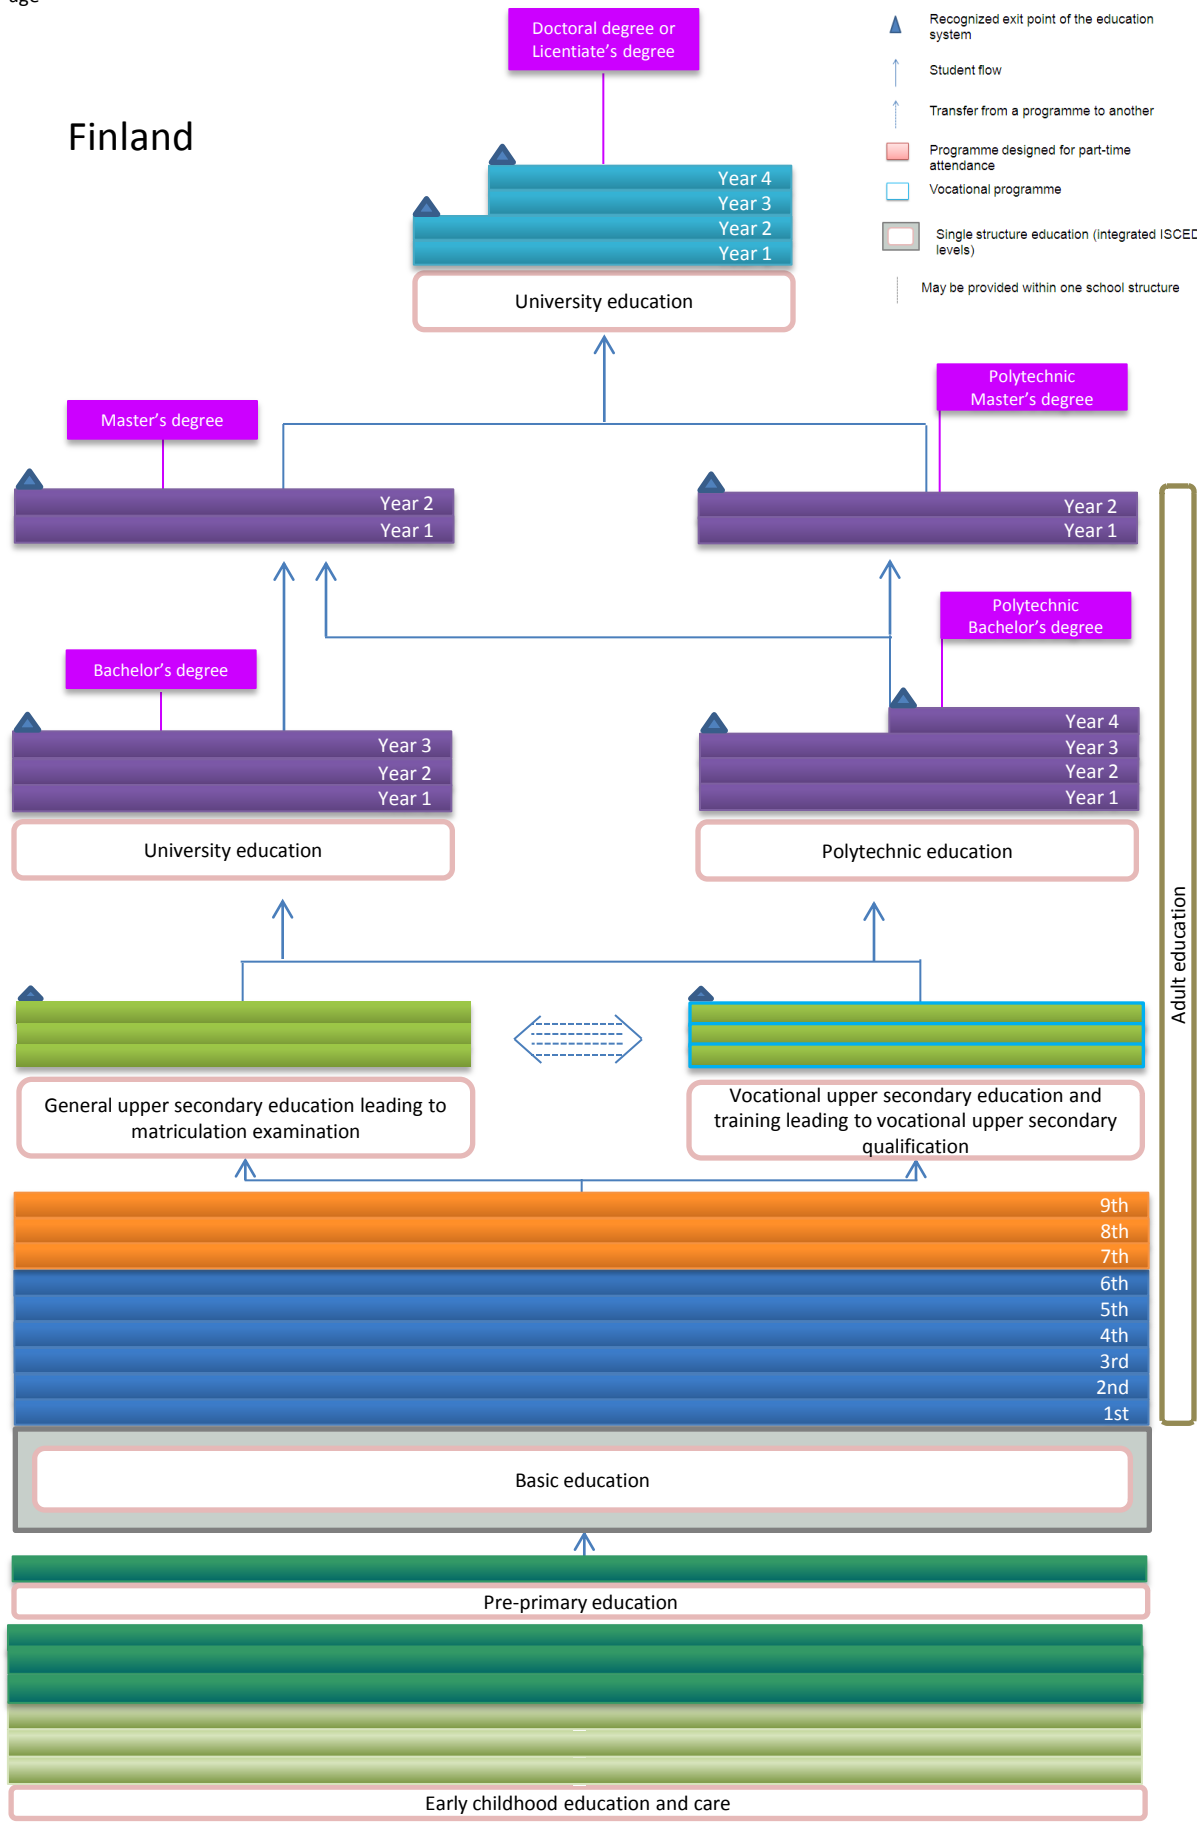 age
Doctoral degree or
Licentiate's degree
Recognized exit point of the education
system
Student flow
Transfer from a programme to another
Programme designed for part-time
attendance
Vocational programme
Single structure education (integrated ISCED
levels)
May be provided within one school structure
Finland
Year 4
Year 3
Year 2
Year 1
University education
Master's degree
Polytechnic
Master's degree
Year 2
Year 1
Year 2
Year 1
Bachelor's degree
Polytechnic
Bachelor's degree
Year 3
Year 2
Year 1
Year 4
Year 3
Year 2
Year 1
University education
Polytechnic education
Adult education
General upper secondary education leading to
matriculation examination
Vocational upper secondary education and
training leading to vocational upper secondary
qualification
9th
8th
7th
6th
5th
4th
3rd
2nd
1st
Basic education
Pre-primary education
Early childhood education and care